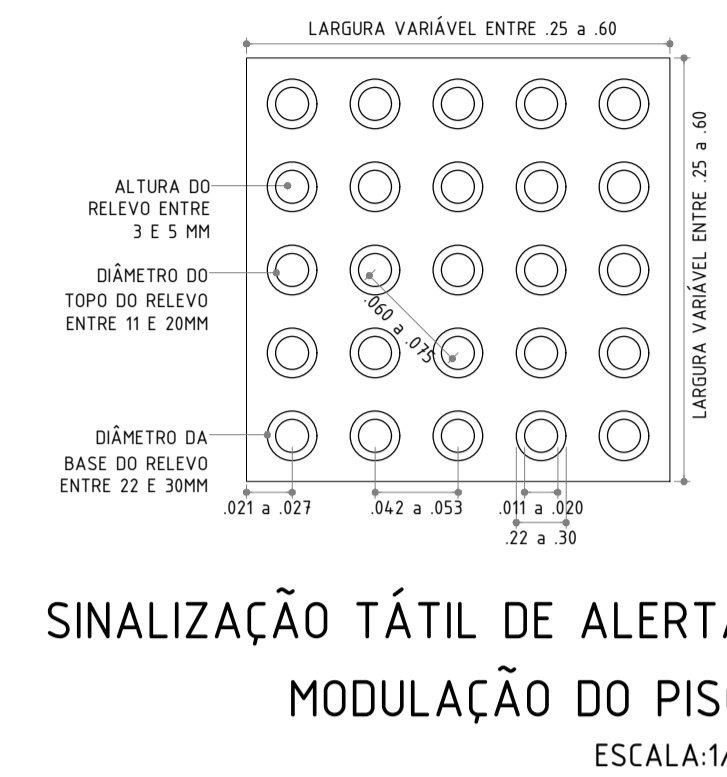 LARGURA VARIÁVEL ENTRE .25 a .60
LARGURA VARIÁVEL ENTRE .25 a .60
ALTURA DO
RELEVO ENTRE
3 E 5 MM
DIÂMETRO DO
TOPO DO RELEVO
ENTRE 11 E 20MM
.060 a .075
DIÂMETRO DA
BASE DO RELEVO
ENTRE 22 E 30MM
.021 a .027
.042 a .053
.011 a .020
.22 a .30
SINALIZAÇÃO TÁTIL DE ALERTA
MODULAÇÃO DO
ESCALA:1/